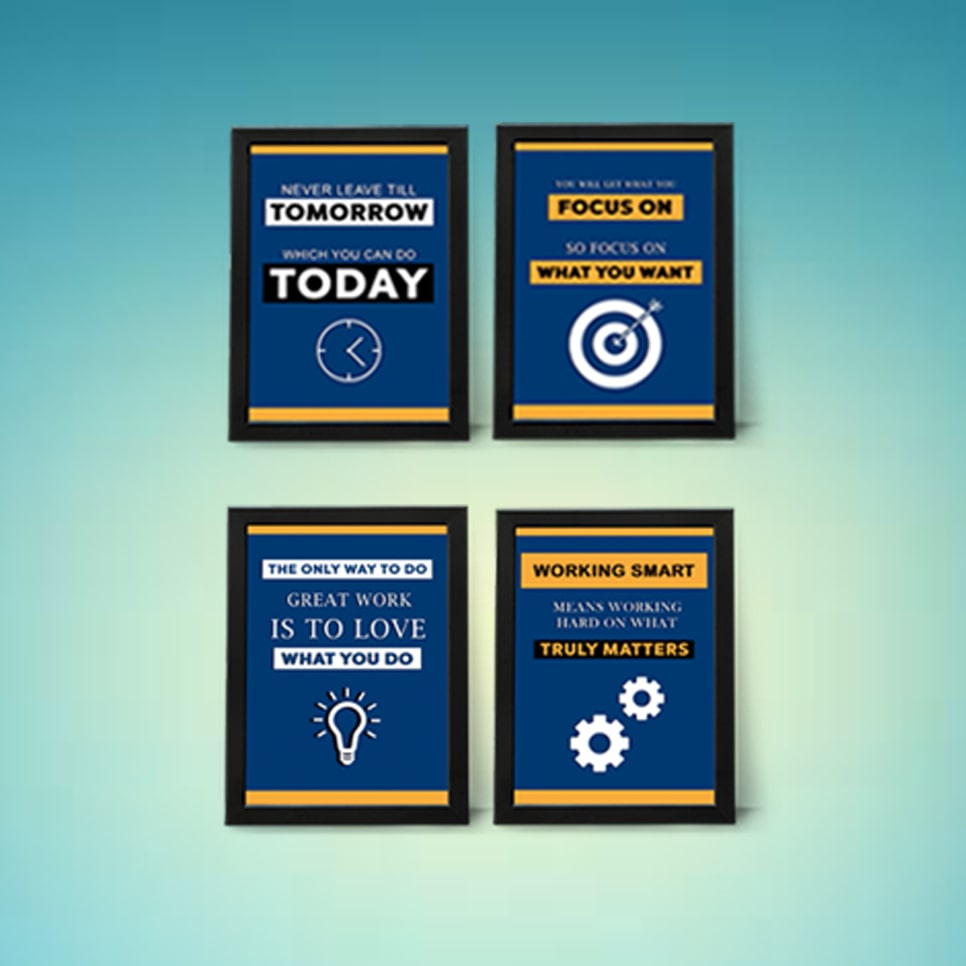 NEVER LEAVE TILL
TOMORROW
WHICH YOU CAN DO
TODAY
YOU WILL GET WHAT YOU
FOCUS ON
SO FOCUS ON
WHAT YOU WANT
THE ONLY WAY TO DO
GREAT WORK
IS TO LOVE
WHAT YOU DO
WORKING SMART
MEANS WORKING
HARD ON WHAT
TRULY MATTERS